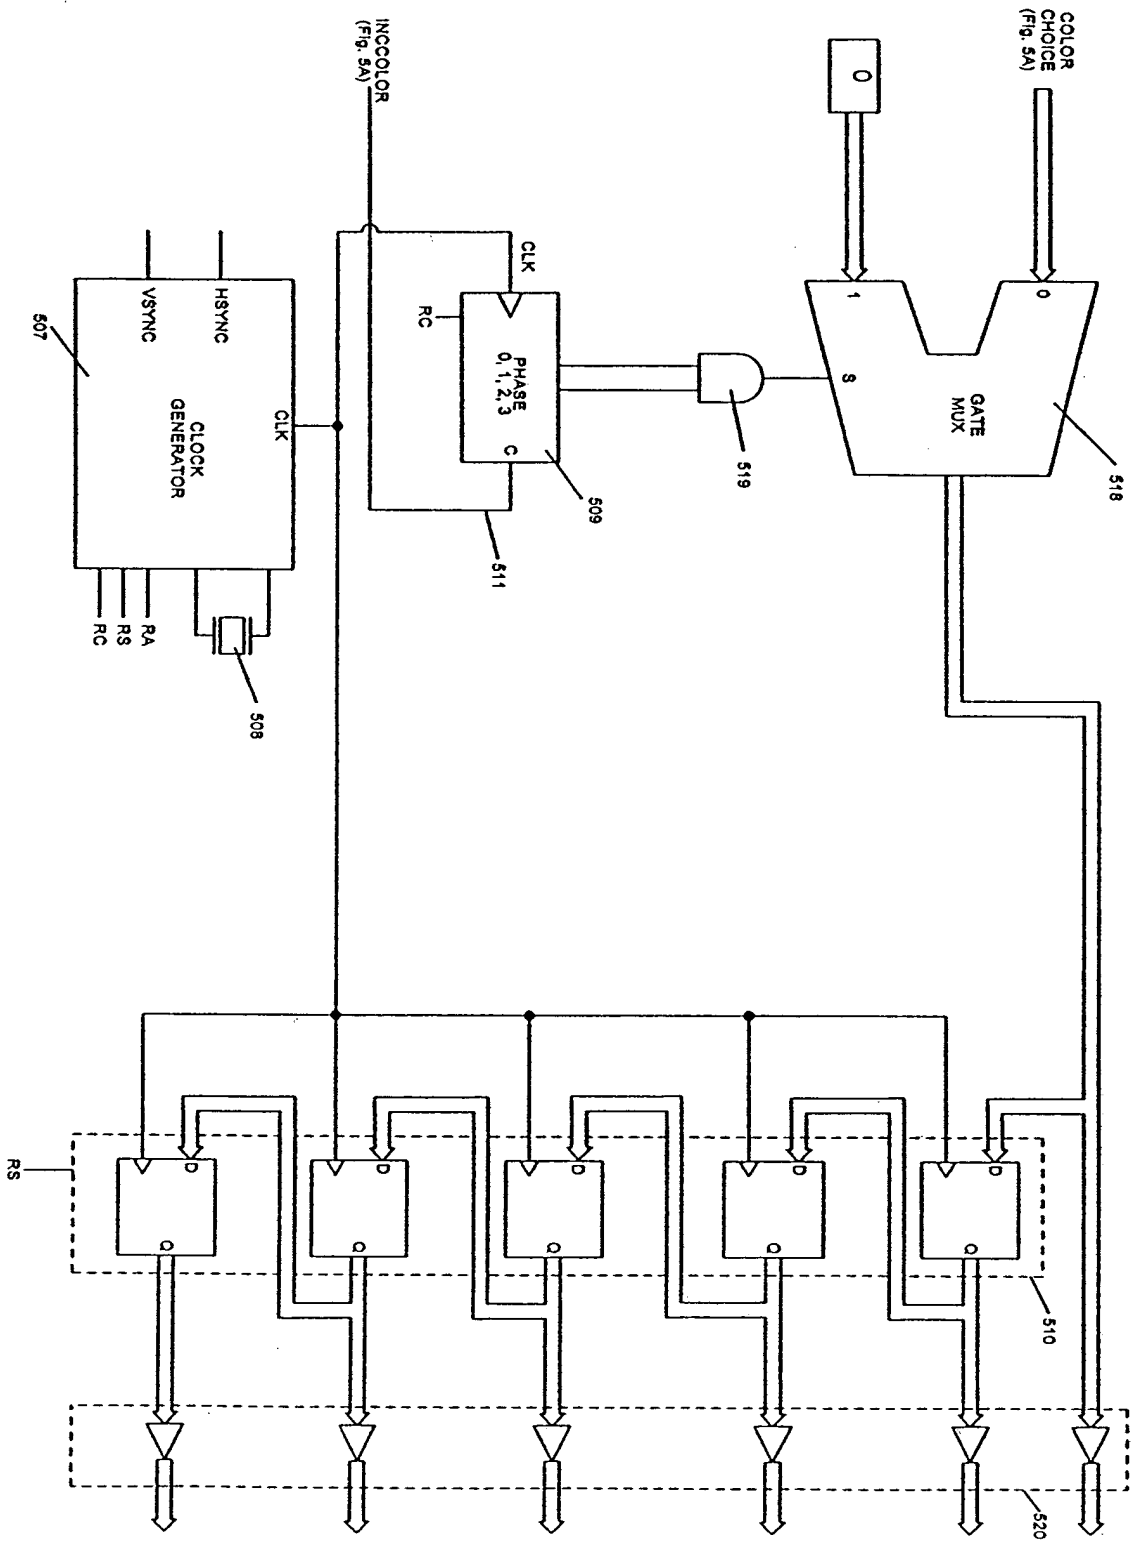 COLOR
CHOICE
(Fig. 5A)
0
0
1
S
GATE
MUX
518
519
INCCOLOR
(Fig. 5A)
CLK
RC
PHASE
0, 1, 2, 3
C
509
511
HSYNC
VSYNC
CLK
CLOCK
GENERATOR
507
RA
RS
RC
508
D
Q
D
Q
D
Q
D
Q
D
Q
510
RS
520